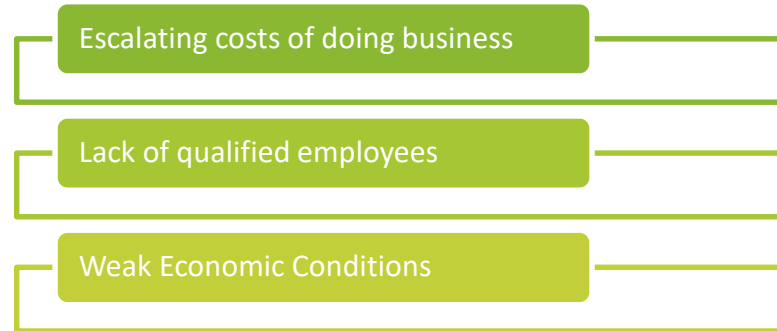 Escalating costs of doing business
Lack of qualified employees
Weak Economic Conditions